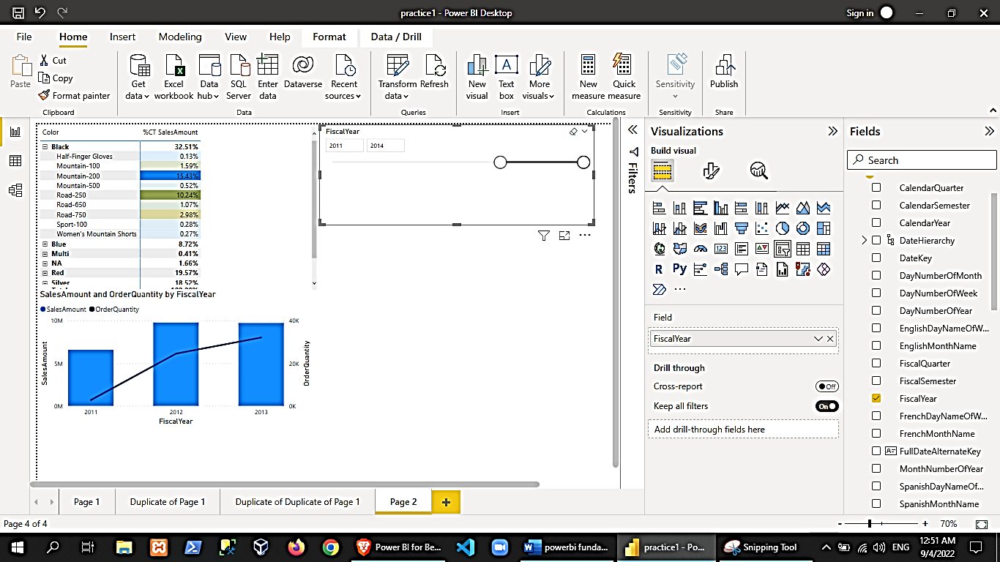 practice1 - Power BI Desktop
Sign in
File Home Insert Modeling View Help Format Data / Drill
Paste
Cut
Copy
Format painter
Clipboard
Get data
Excel workbook
Data hub
SQL Server
Enter data
Dataverse
Recent sources
Data
Transform data
Refresh
Queries
New visual
Text box
More visuals
Insert
New measure
Quick measure
Calculations
Sensitivity
Sensitivity
Publish
Share
Color %CT SalesAmount
Black 32.51%
Half-Finger Gloves 0.13%
Mountain-100 1.59%
Mountain-200 15.43%
Mountain-500 0.52%
Road-250 10.24%
Road-650 1.07%
Road-750 2.98%
Sport-100 0.28%
Women's Mountain Shorts 0.27%
Blue 8.72%
Multi 0.41%
NA 1.66%
Red 19.57%
Silver 18.52%
SalesAmount and OrderQuantity by FiscalYear
SalesAmount OrderQuantity
10M
5M
0M
SalesAmount
40K
20K
0K
OrderQuantity
2011 2012 2013
FiscalYear
FiscalYear
2011 2014
Filters
Visualizations
Build visual
R Py
123
Field
FiscalYear
Drill through
Cross-report Off
Keep all filters On
Add drill-through fields here
Fields
Search
CalendarQuarter
CalendarSemester
CalendarYear
DateHierarchy
DateKey
DayNumberOfMonth
DayNumberOfWeek
DayNumberOfYear
EnglishDayNameOfW...
EnglishMonthName
FiscalQuarter
FiscalSemester
FiscalYear
FrenchDayNameOfW...
FrenchMonthName
FullDateAlternateKey
MonthNumberOfYear
SpanishDayNameOf...
SpanishMonthName
Page 1 Duplicate of Page 1 Duplicate of Duplicate of Page 1 Page 2
Page 4 of 4
70%
Power BI for Be...
powerbi funda...
practice1 - Po...
Snipping Tool
ENG
12:51 AM
9/4/2022